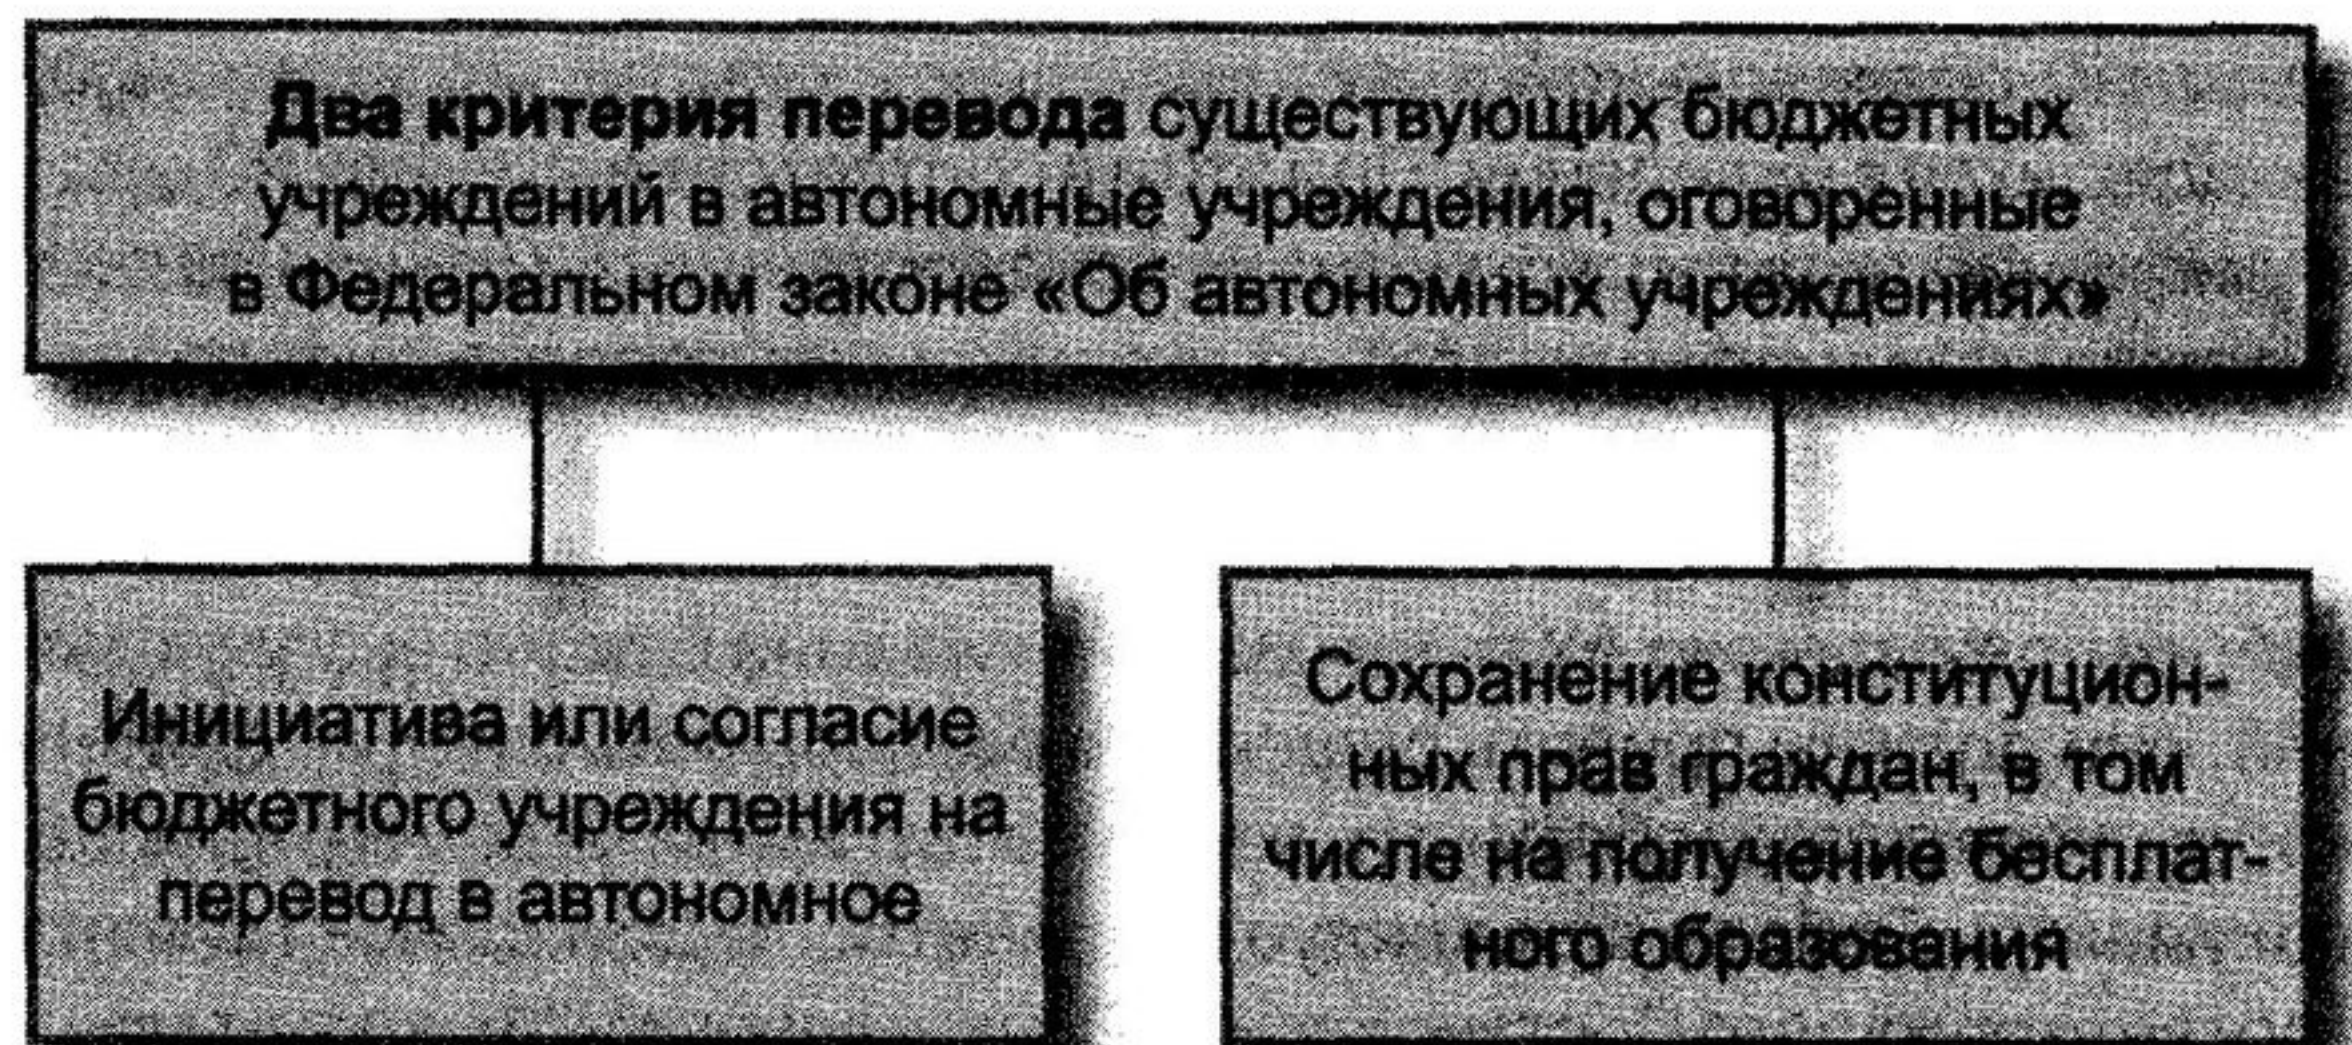 Два критерия перевода существующих бюджетных
учреждений в автономные учреждения, оговоренные
в Федеральном законе «Об автономных учреждениях»
Инициатива или согласие
бюджетного учреждения на
перевод в автономное
Сохранение конституцион-
ных прав граждан, в том
числе на получение бесплат-
ного образования